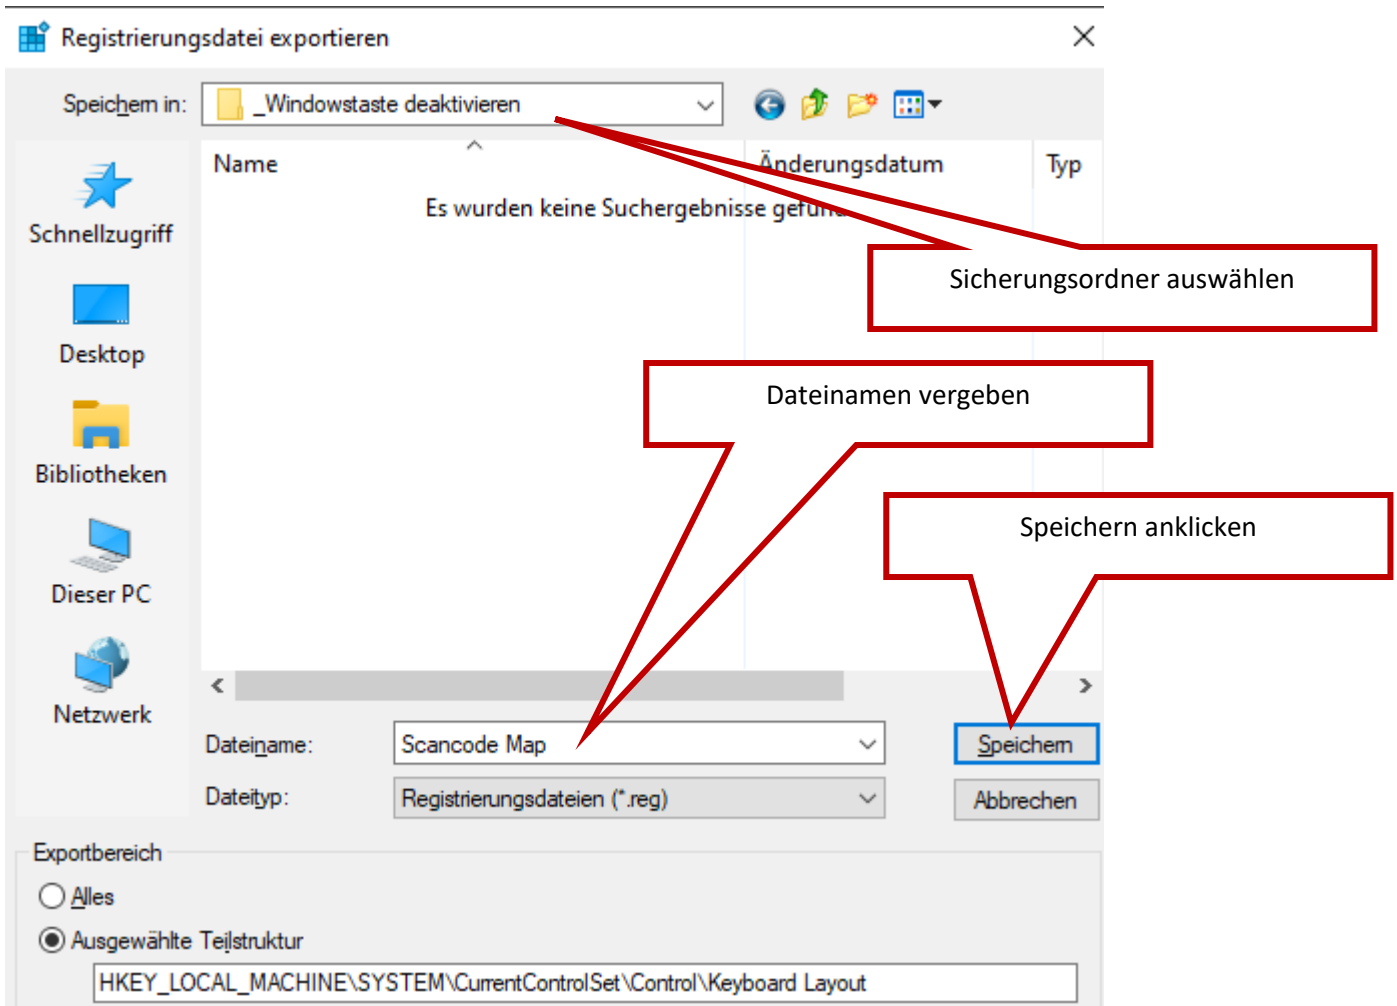 Registrierungsdatei exportieren
Speichern in: _Windowstaste deaktivieren
Name Änderungsdatum Typ
Es wurden keine Suchergebnisse
Schnellzugriff
Sicherungsordner auswählen
Desktop
Dateinamen vergeben
Bibliotheken
Speichern anklicken
Dieser PC
Netzwerk
Dateiname: Scancode Map Speichern
Dateityp: Registrierungsdateien (*.reg) Abbrechen
Exportbereich
Alles
Ausgewählte Teilstruktur
HKEY_LOCAL_MACHINE\SYSTEM\CurrentControlSet\Control\Keyboard Layout